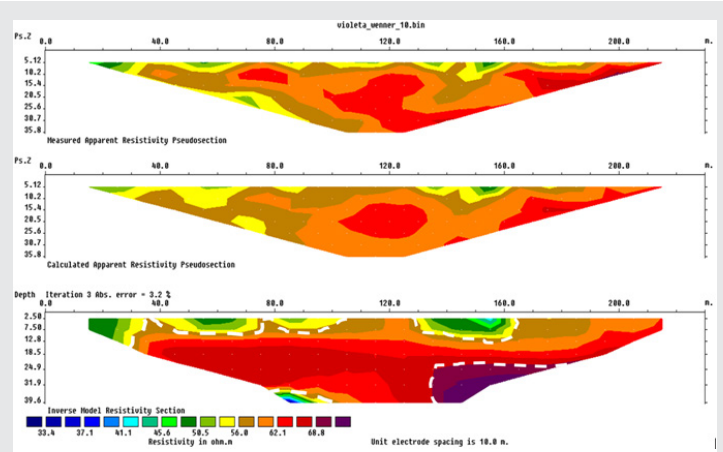 violeta_wenner_10.bin
Ps.Z 0.0 40.0 80.0 120.0 160.0 200.0 m.
5.12
10.2
15.4
20.5
25.6
30.7
35.8
Measured Apparent Resistivity Pseudosection
Ps.Z 0.0 40.0 80.0 120.0 160.0 200.0 m.
5.12
10.2
15.4
20.5
25.6
30.7
35.8
Calculated Apparent Resistivity Pseudosection
Depth Iteration 3 Abs. error = 3.2 %
0.0 40.0 80.0 120.0 160.0 200.0 m.
2.50
7.50
12.8
18.5
24.9
31.9
39.6
Inverse Model Resistivity Section
33.4 37.1 41.1 45.6 50.5 56.0 62.1 68.8
Resistivity in ohm.m Unit electrode spacing is 10.0 m.